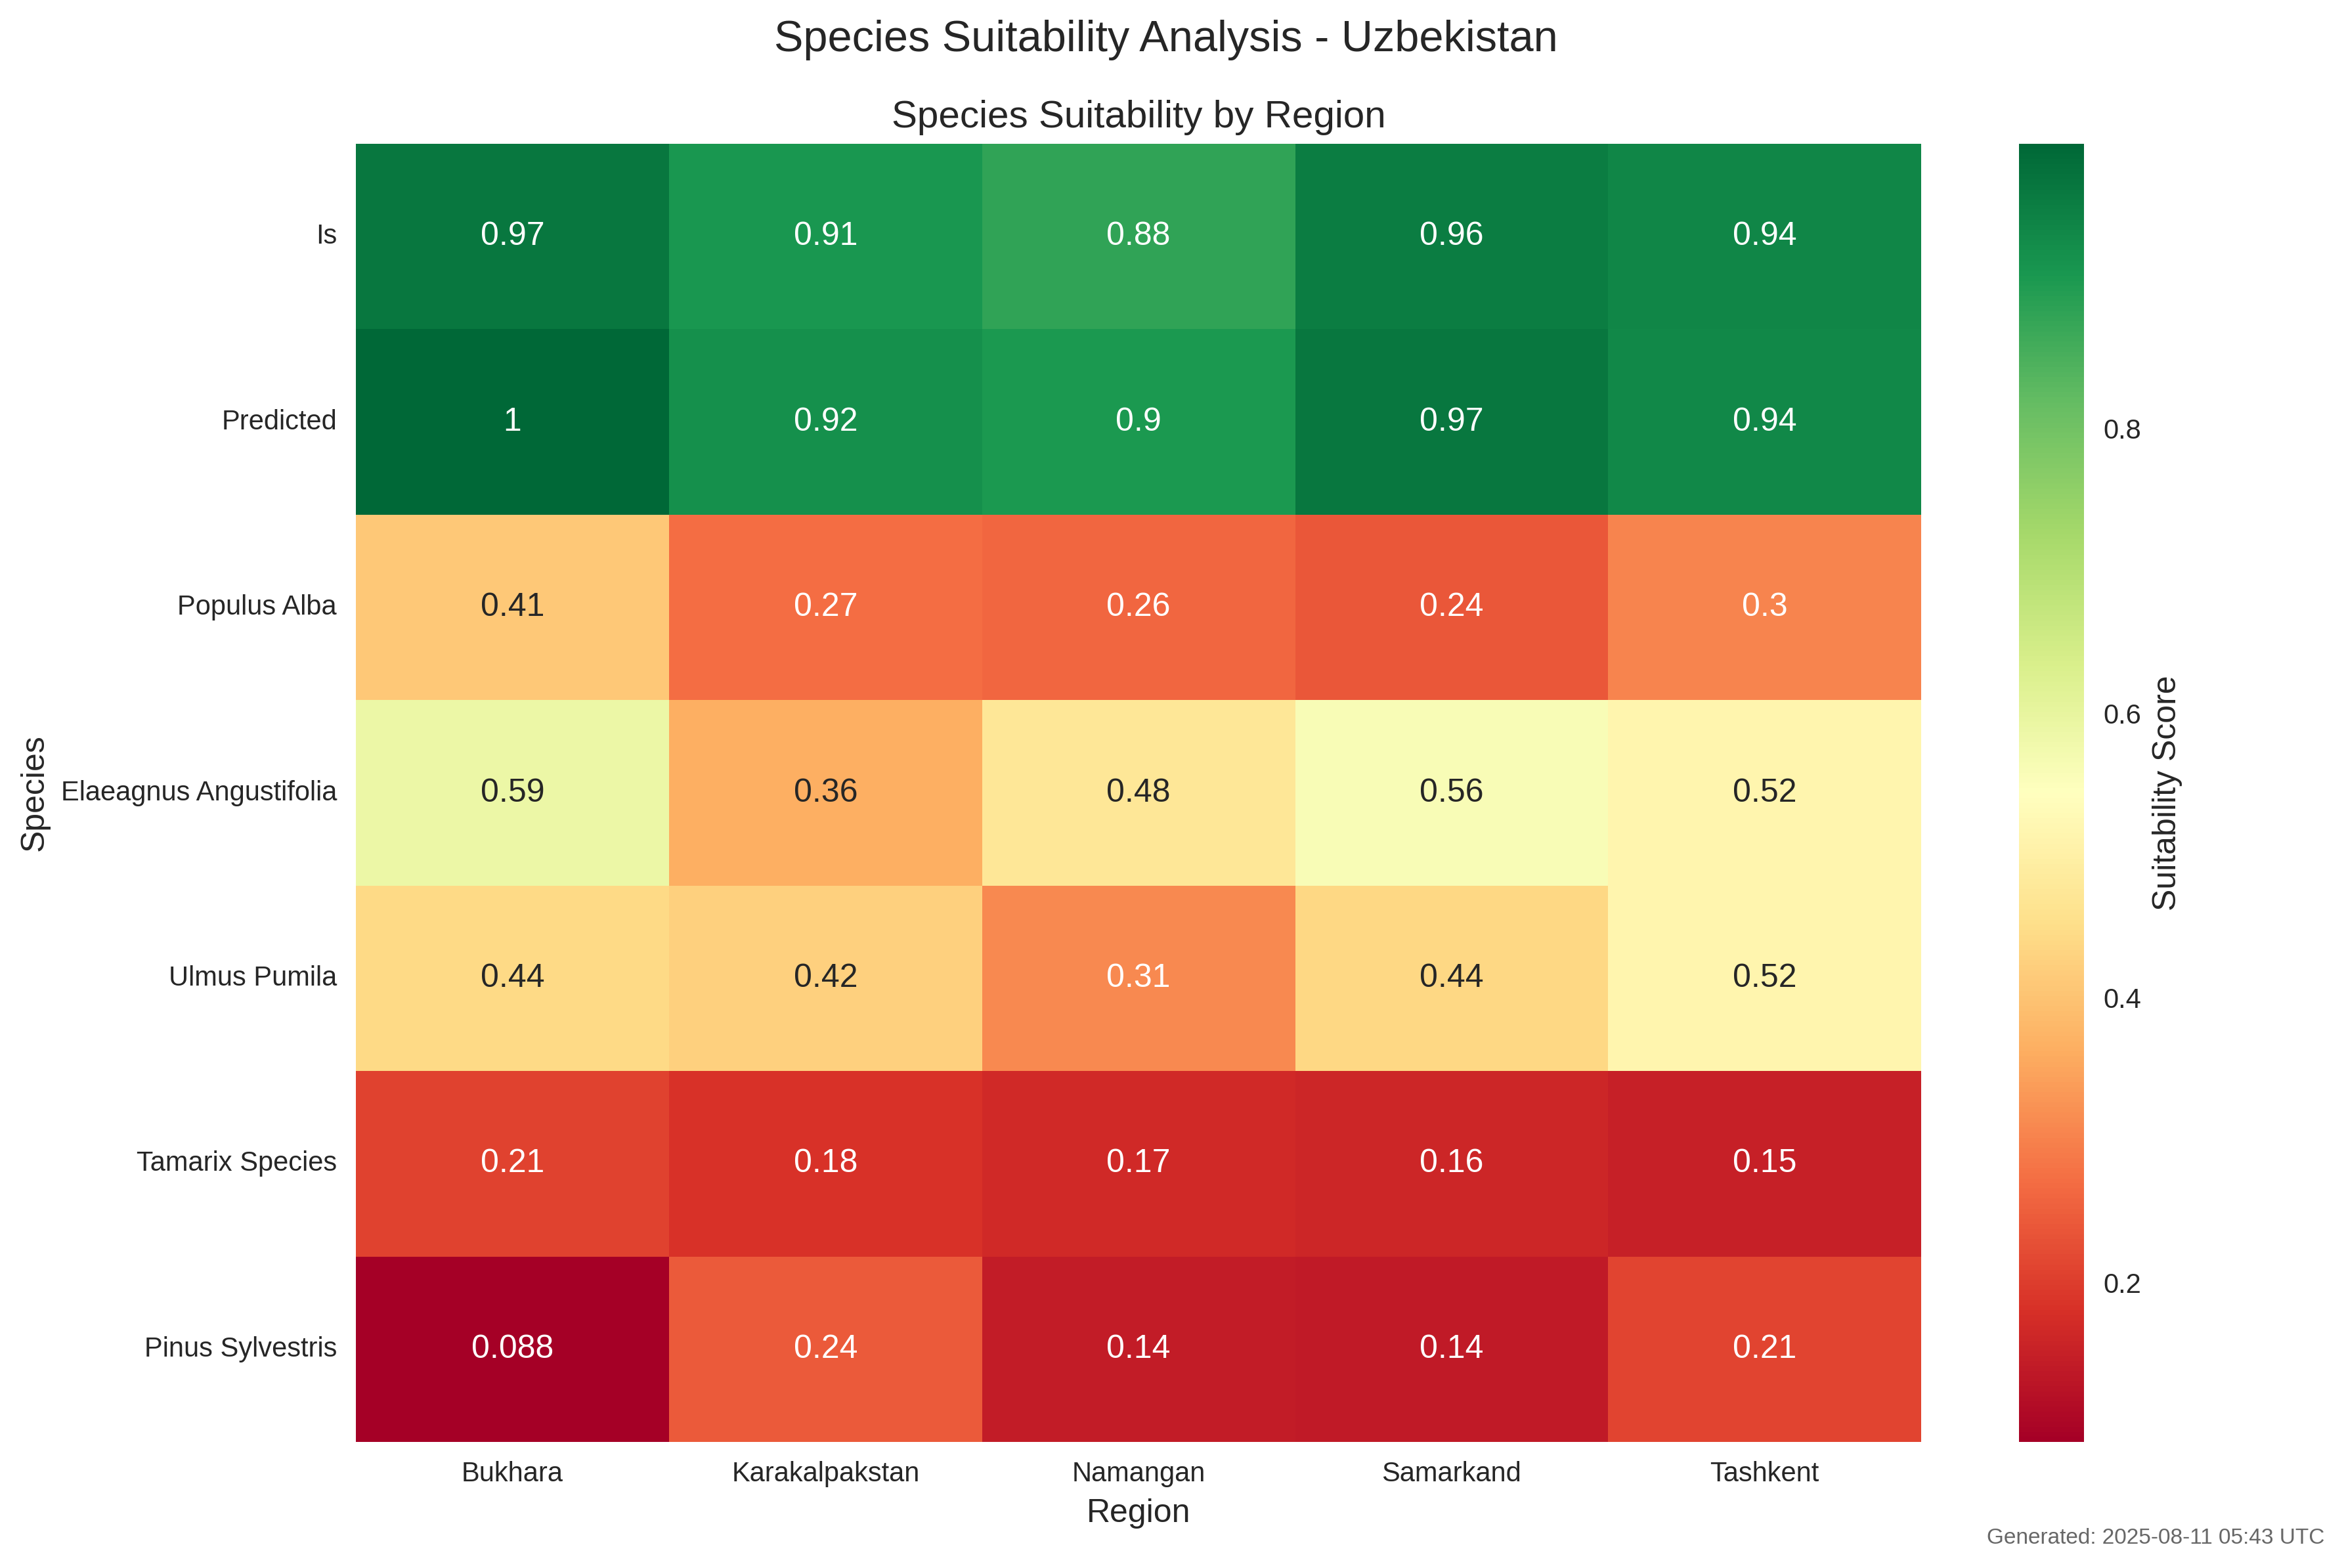 Species Suitability Analysis - Uzbekistan
Species Suitability by Region
Is 0.97 0.91 0.88 0.96 0.94
Predicted 1 0.92 0.9 0.97 0.94
Populus Alba 0.41 0.27 0.26 0.24 0.3
Elaeagnus Angustifolia 0.59 0.36 0.48 0.56 0.52
Ulmus Pumila 0.44 0.42 0.31 0.44 0.52
Tamarix Species 0.21 0.18 0.17 0.16 0.15
Pinus Sylvestris 0.088 0.24 0.14 0.14 0.21
Species
Bukhara Karakalpakstan Namangan Samarkand Tashkent
Region
0.8
0.6
0.4
0.2
Suitability Score
Generated: 2025-08-11 05:43 UTC